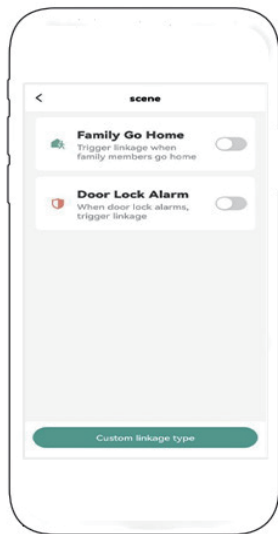 scene
Family Go Home
Trigger linkage when
family members go home
Door Lock Alarm
When door lock alarms,
trigger linkage
Custom linkage type